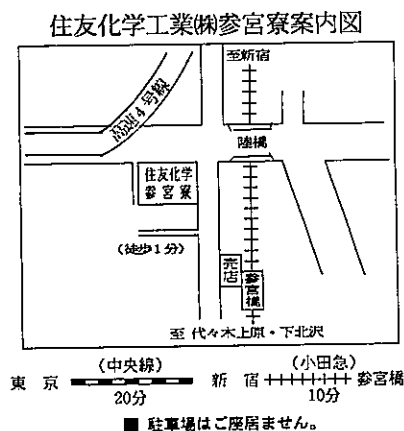 住友化学工業㈱参宮寮案内図
至新宿
高速4号線
陸橋
住友化学
参宮寮
(徒歩1分)
売店
参宮橋
至 代々木上原・下北沢
(中央線) (小田急)
東 京 新 宿 参宮橋
20分 10分
■ 駐車場はご座居ません。